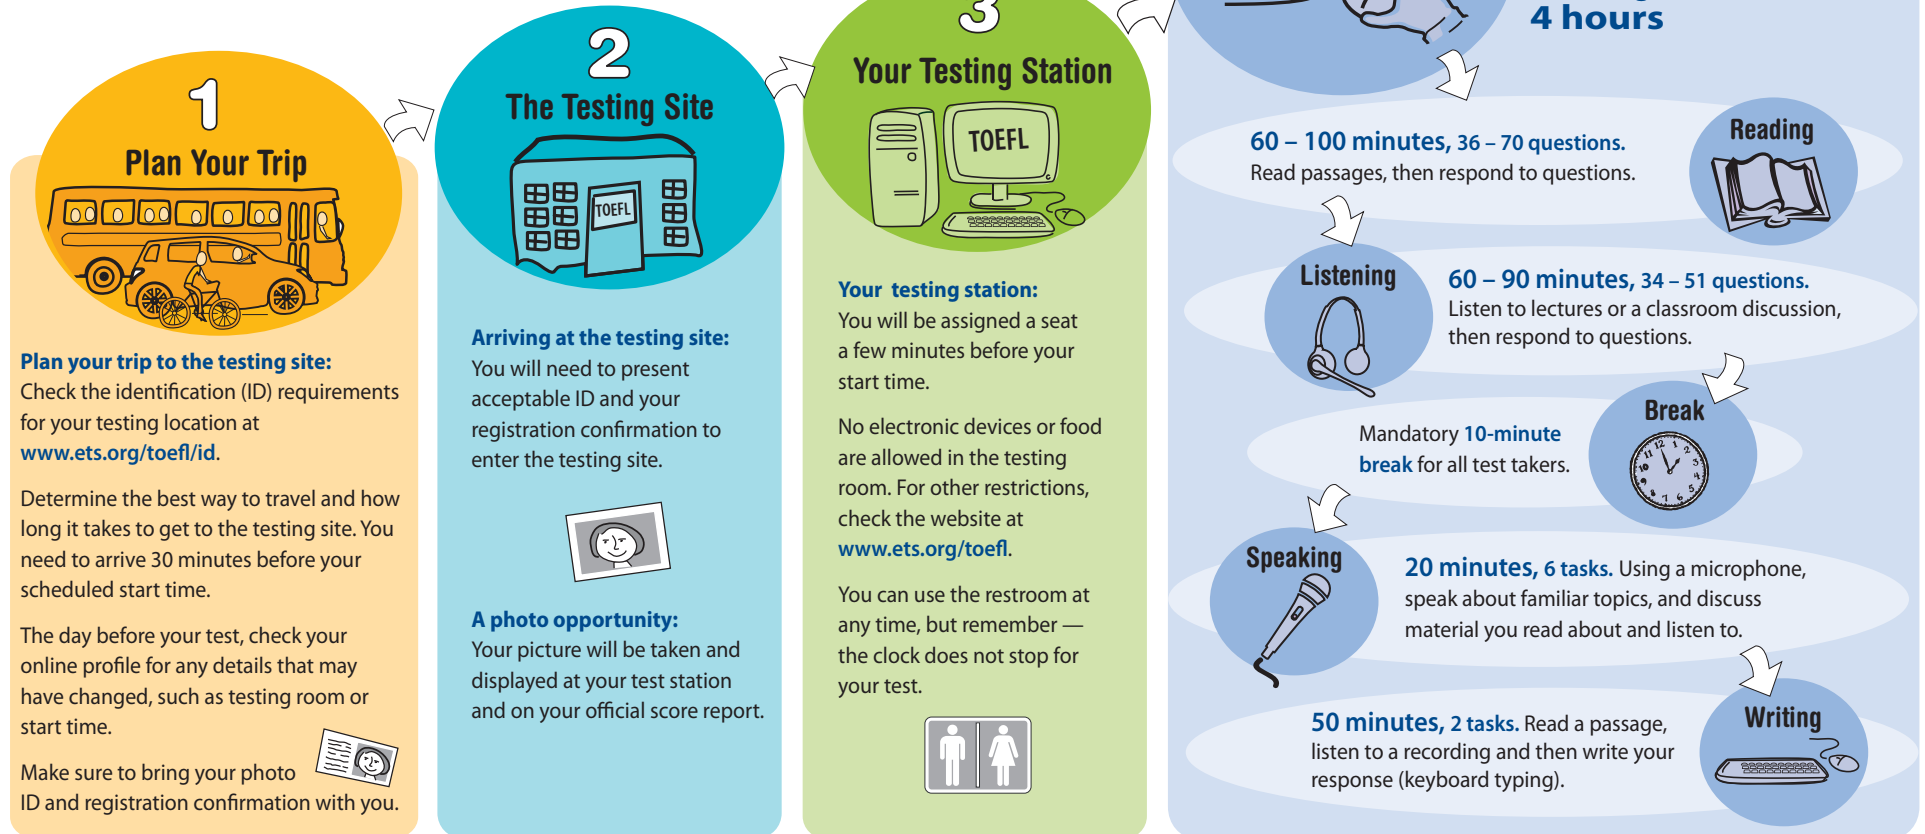 1
Plan Your Trip
Plan your trip to the testing site:
Check the identification (ID) requirements
for your testing location at
www.ets.org/toefl/id.
Determine the best way to travel and how
long it takes to get to the testing site. You
need to arrive 30 minutes before your
scheduled start time.
The day before your test, check your
online profile for any details that may
have changed, such as testing room or
start time.
Make sure to bring your photo
ID and registration confirmation with you.
2
The Testing Site
TOEFL
Arriving at the testing site:
You will need to present
acceptable ID and your
registration confirmation to
enter the testing site.
A photo opportunity:
Your picture will be taken and
displayed at your test station
and on your official score report.
3
Your Testing Station
TOEFL
Your testing station:
You will be assigned a seat
a few minutes before your
start time.
No electronic devices or food
are allowed in the testing
room. For other restrictions,
check the website at
www.ets.org/toefl.
You can use the restroom at
any time, but remember —
the clock does not stop for
your test.
4 hours
Reading
60 – 100 minutes, 36 – 70 questions.
Read passages, then respond to questions.
Listening
60 – 90 minutes, 34 – 51 questions.
Listen to lectures or a classroom discussion,
then respond to questions.
Break
12 1 2 3 4 5 6 7 8 9 10 11
Mandatory 10-minute
break for all test takers.
Speaking
20 minutes, 6 tasks. Using a microphone,
speak about familiar topics, and discuss
material you read about and listen to.
Writing
50 minutes, 2 tasks. Read a passage,
listen to a recording and then write your
response (keyboard typing).